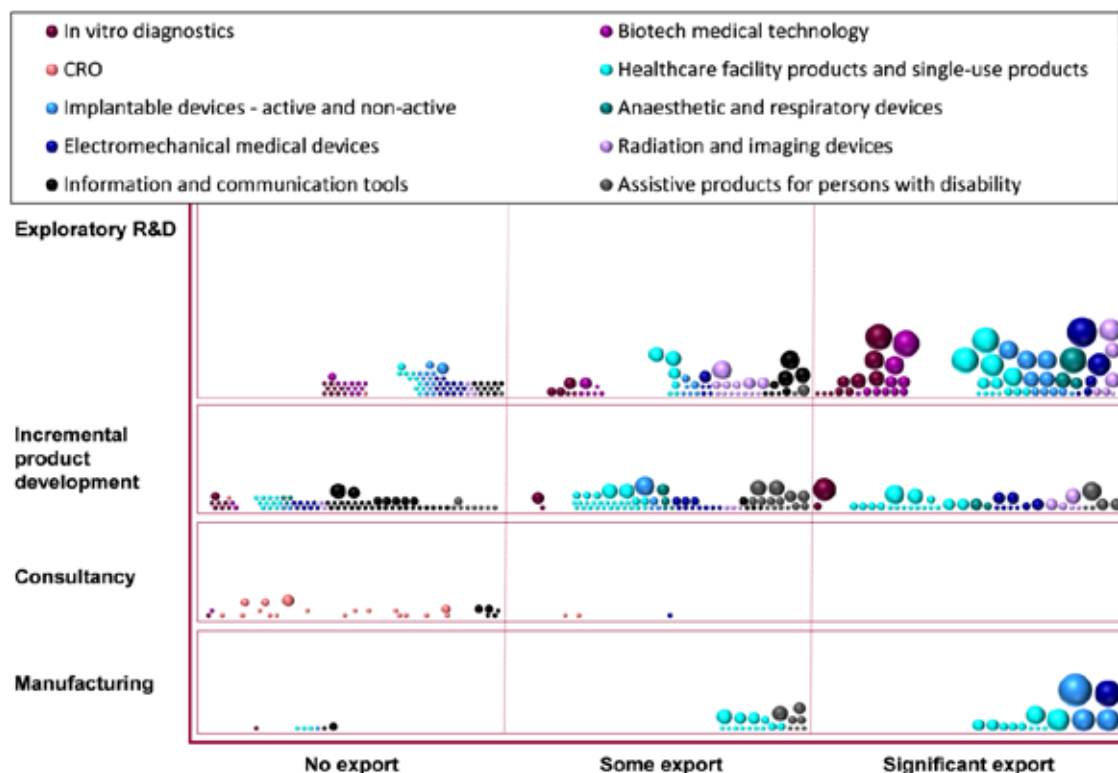 In vitro diagnostics
Biotech medical technology
CRO
Healthcare facility products and single-use products
Implantable devices - active and non-active
Anaesthetic and respiratory devices
Electromechanical medical devices
Radiation and imaging devices
Information and communication tools
Assistive products for persons with disability
Exploratory R&D
Incremental
product
development
Consultancy
Manufacturing
No export
Some export
Significant export